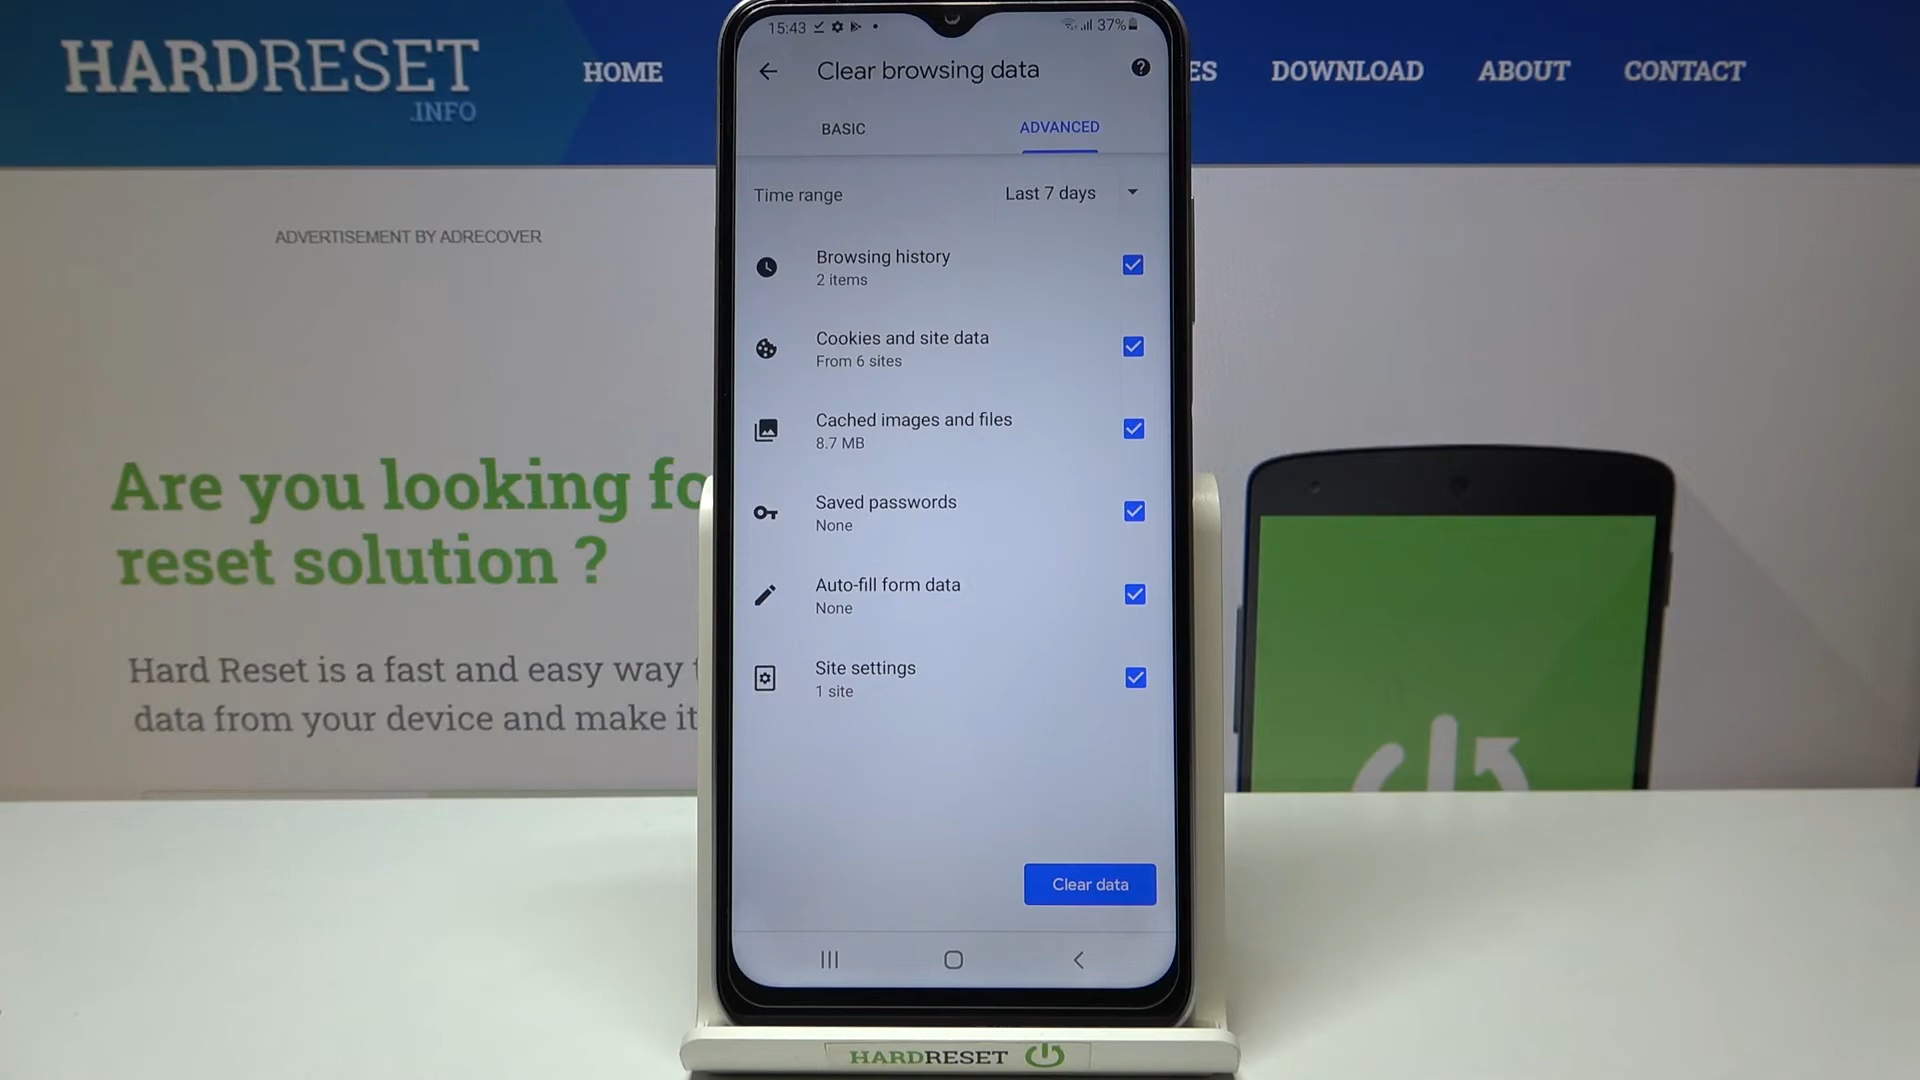 HARDRESET
.INFO
HOME
ES
DOWNLOAD
ABOUT
CONTACT
ADVERTISEMENT BY ADRECOVER
Are you looking fo
reset solution ?
Hard Reset is a fast and easy way
data from your device and make it
15:43
37%
Clear browsing data
BASIC
ADVANCED
Time range
Last 7 days
Browsing history
2 items
Cookies and site data
From 6 sites
Cached images and files
8.7 MB
Saved passwords
None
Auto-fill form data
None
Site settings
1 site
Clear data
HARDRESET